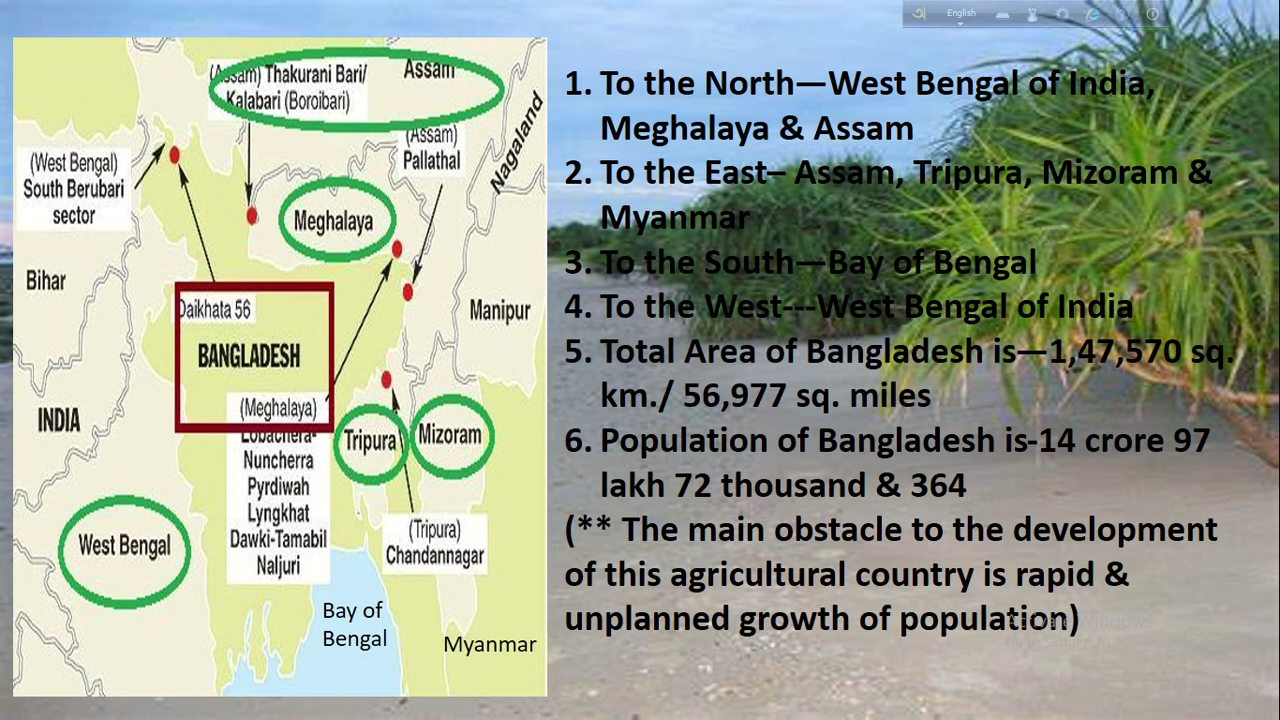 English
(Assam) Thakurani Bari/
Kalabari (Boroibari)
Assam
(Assam)
Pallathal
Nagaland
(West Bengal)
South Berubari
sector
Meghalaya
Bihar
Daikhata 56
Manipur
BANGLADESH
INDIA
(Meghalaya)
Lobachera-
Nuncherra
Pyrdiwah
Lyngkhat
Dawki-Tamabil
Naljuri
Tripura
Mizoram
West Bengal
(Tripura)
Chandannagar
Bay of
Bengal
Myanmar
1. To the North—West Bengal of India,
Meghalaya & Assam
2. To the East– Assam, Tripura, Mizoram &
Myanmar
3. To the South—Bay of Bengal
4. To the West---West Bengal of India
5. Total Area of Bangladesh is—1,47,570 sq.
km./ 56,977 sq. miles
6. Population of Bangladesh is-14 crore 97
lakh 72 thousand & 364
(** The main obstacle to the development
of this agricultural country is rapid &
unplanned growth of population)
Activate Windows